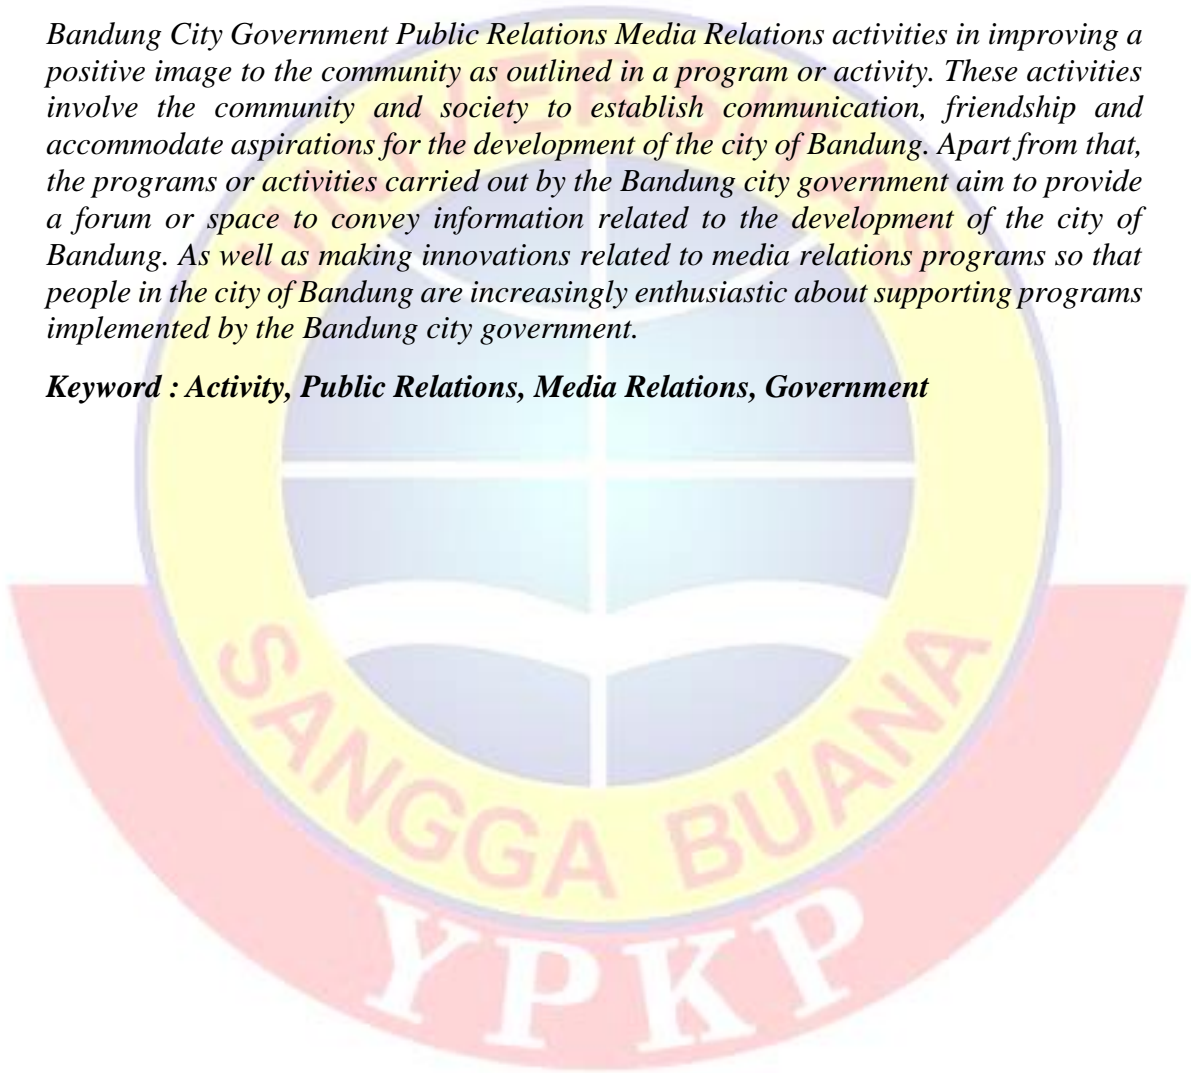 Bandung City Government Public Relations Media Relations activities in improving a
positive image to the community as outlined in a program or activity. These activities
involve the community and society to establish communication, friendship and
accommodate aspirations for the development of the city of Bandung. Apart from that,
the programs or activities carried out by the Bandung city government aim to provide
a forum or space to convey information related to the development of the city of
Bandung. As well as making innovations related to media relations programs so that
people in the city of Bandung are increasingly enthusiastic about supporting programs
implemented by the Bandung city government.
Keyword : Activity, Public Relations, Media Relations, Government
UNIVERSITAS
SANGGA BUANA
YPKP